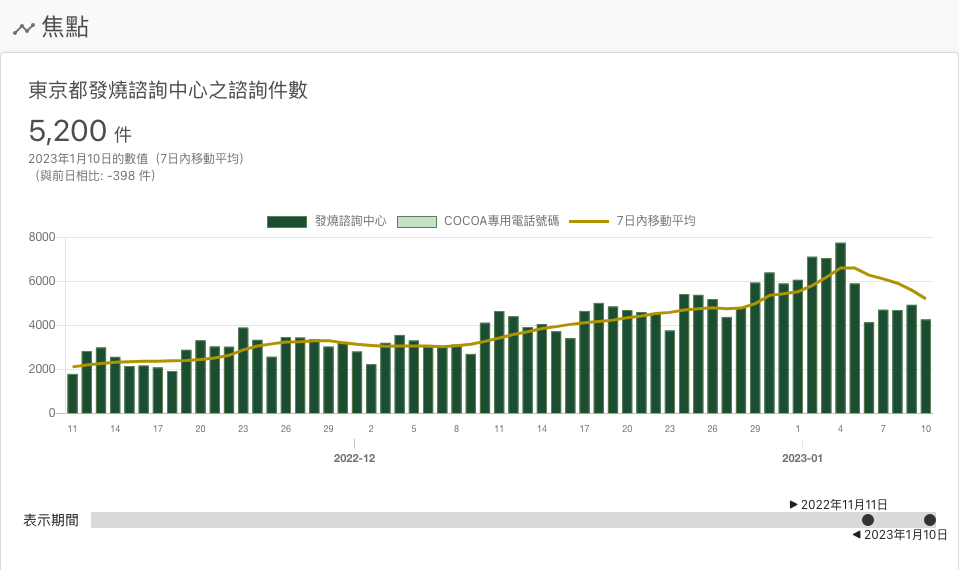 焦點
東京都發燒諮詢中心之諮詢件數
5,200 件
2023年1月10日的數值（7日內移動平均）
（與前日相比: -398 件）
發燒諮詢中心 COCOA專用電話號碼 7日內移動平均
8000
6000
4000
2000
0
11 14 17 20 23 26 29 2 5 8 11 14 17 20 23 26 29 1 4 7 10
2022-12 2023-01
▶ 2022年11月11日
表示期間
◀ 2023年1月10日